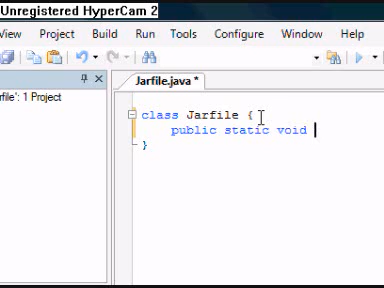 Unregistered HyperCam 2
View Project Build Run Tools Configure Window Help
Jarfile.java *
rfile': 1 Project
class Jarfile {
public static void
}